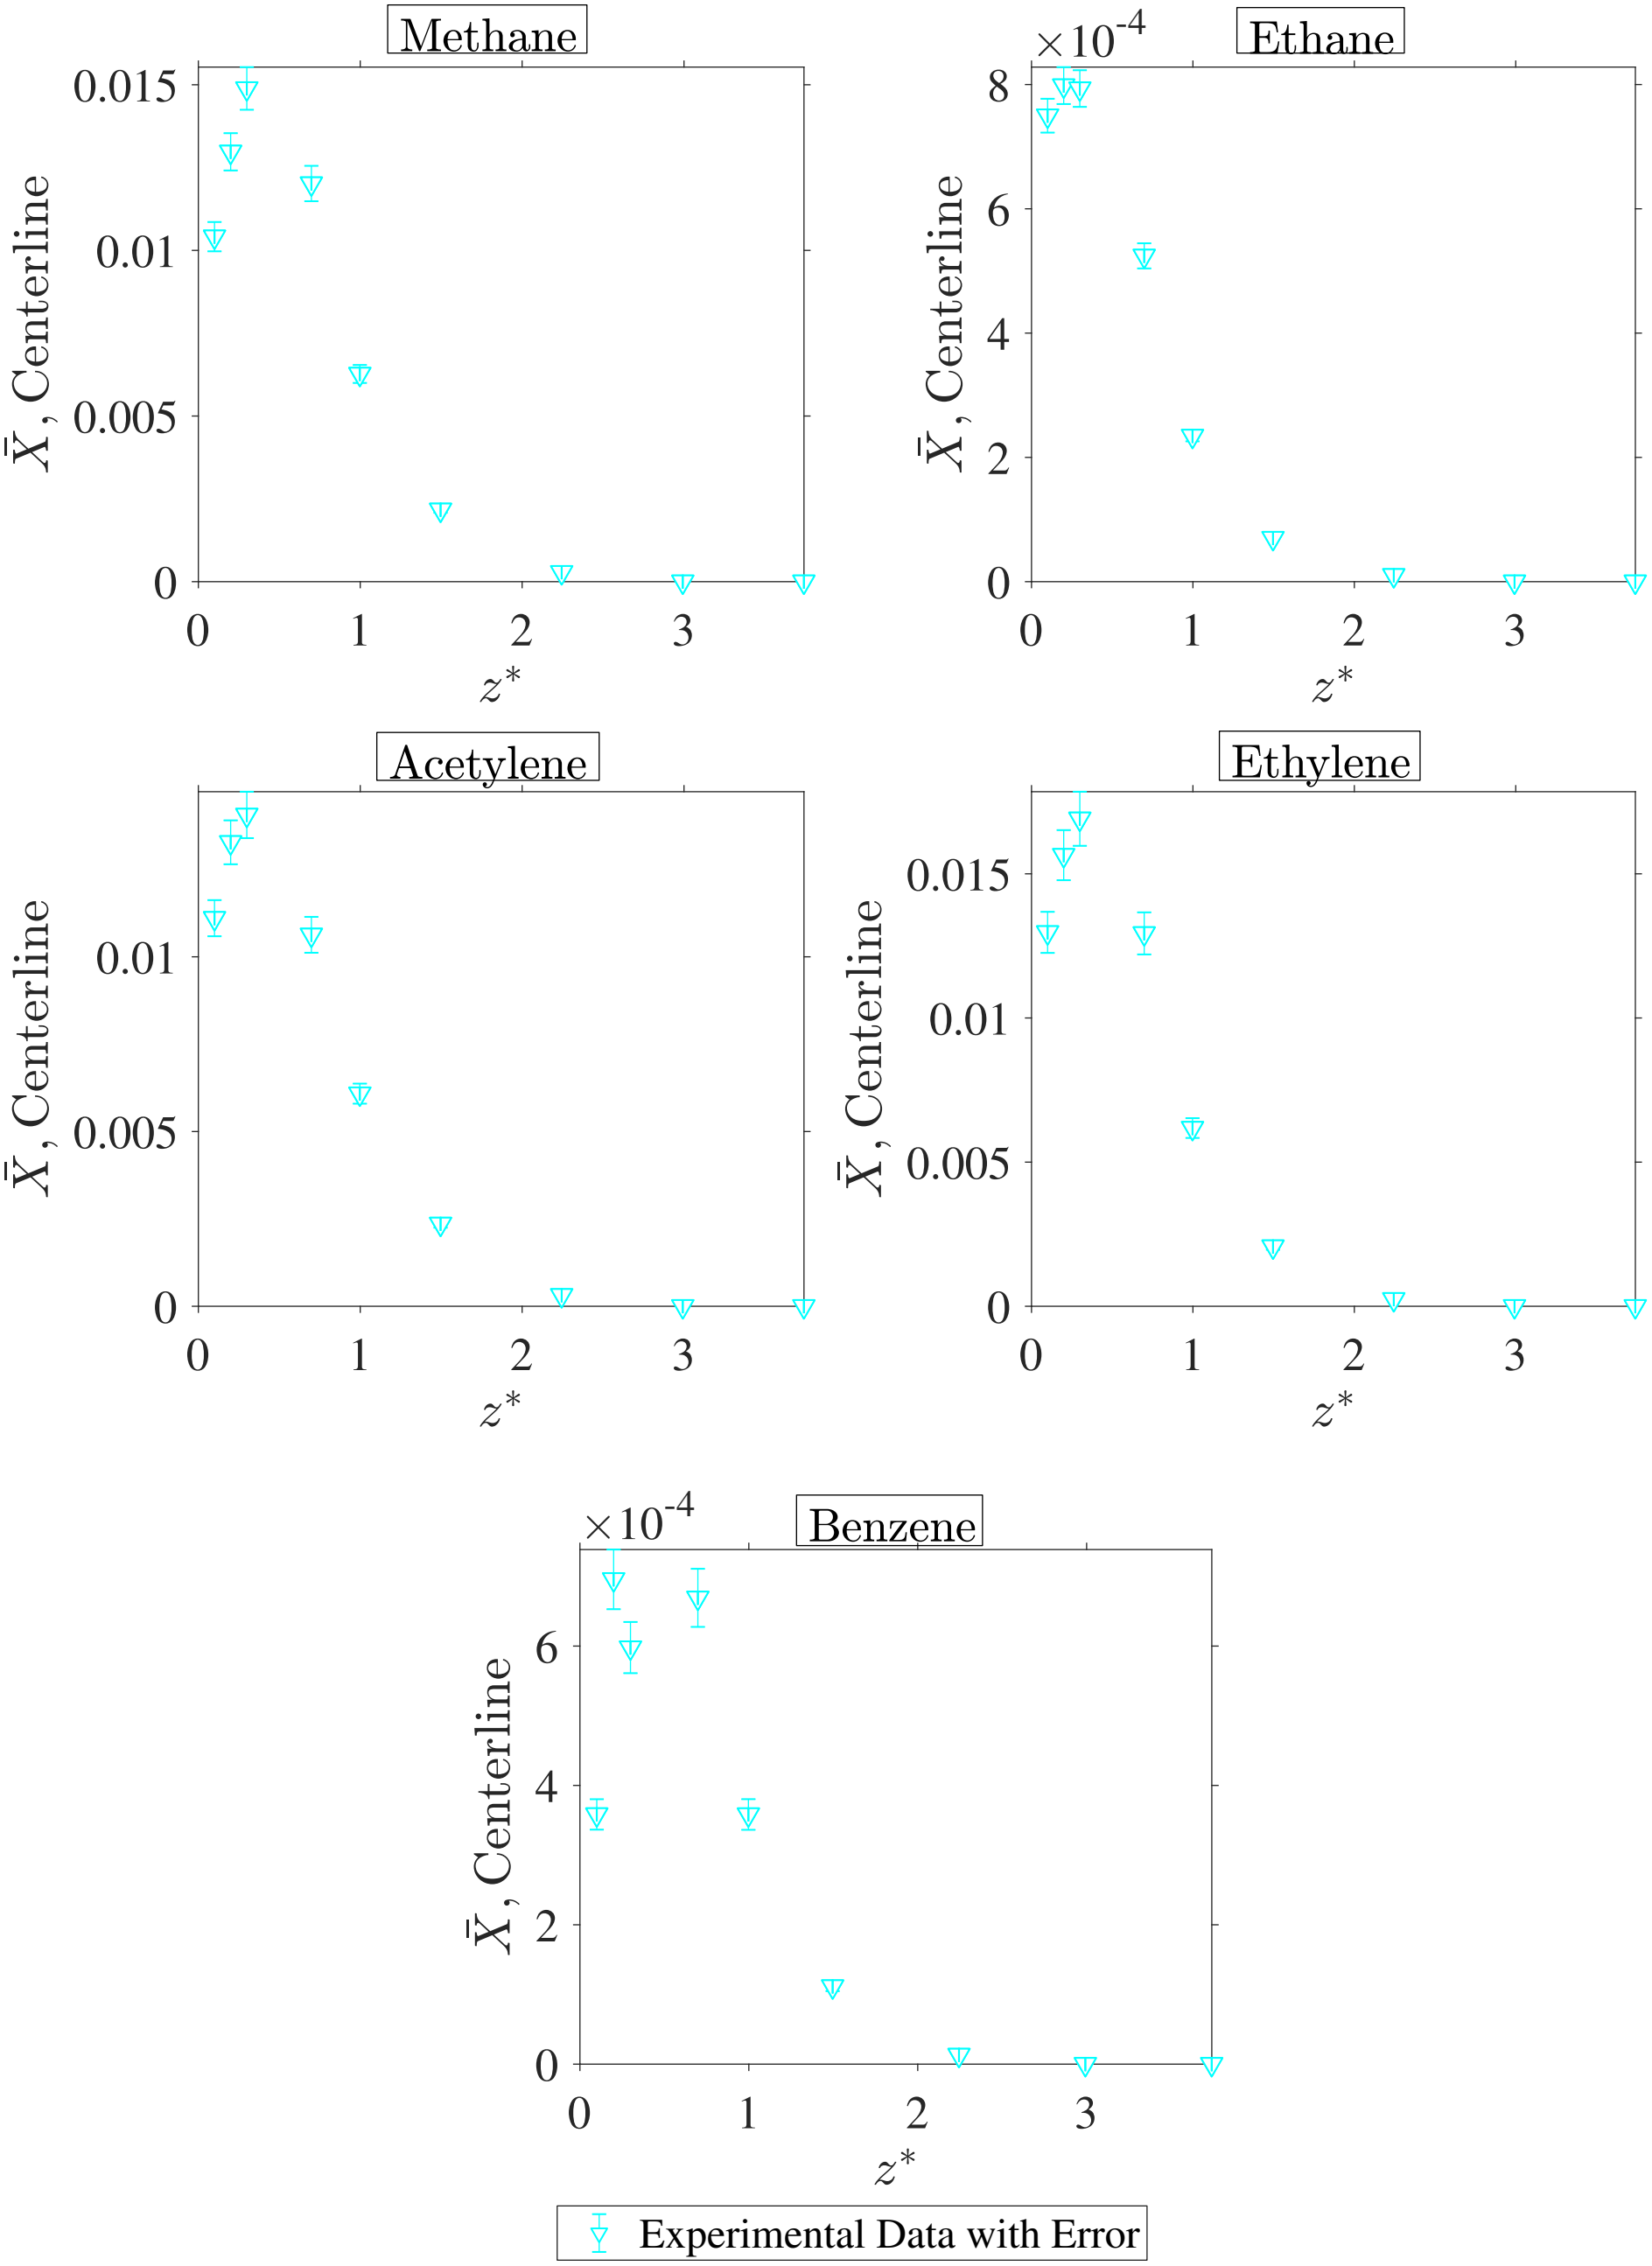 Methane
0.015
0.01
0.005
0
X̄, Centerline
0 1 2 3
z*
Ethane
×10⁻⁴
8
6
4
2
0
X̄, Centerline
0 1 2 3
z*
Acetylene
0.01
0.005
0
X̄, Centerline
0 1 2 3
z*
Ethylene
0.015
0.01
0.005
0
X̄, Centerline
0 1 2 3
z*
Benzene
×10⁻⁴
6
4
2
0
X̄, Centerline
0 1 2 3
z*
Experimental Data with Error